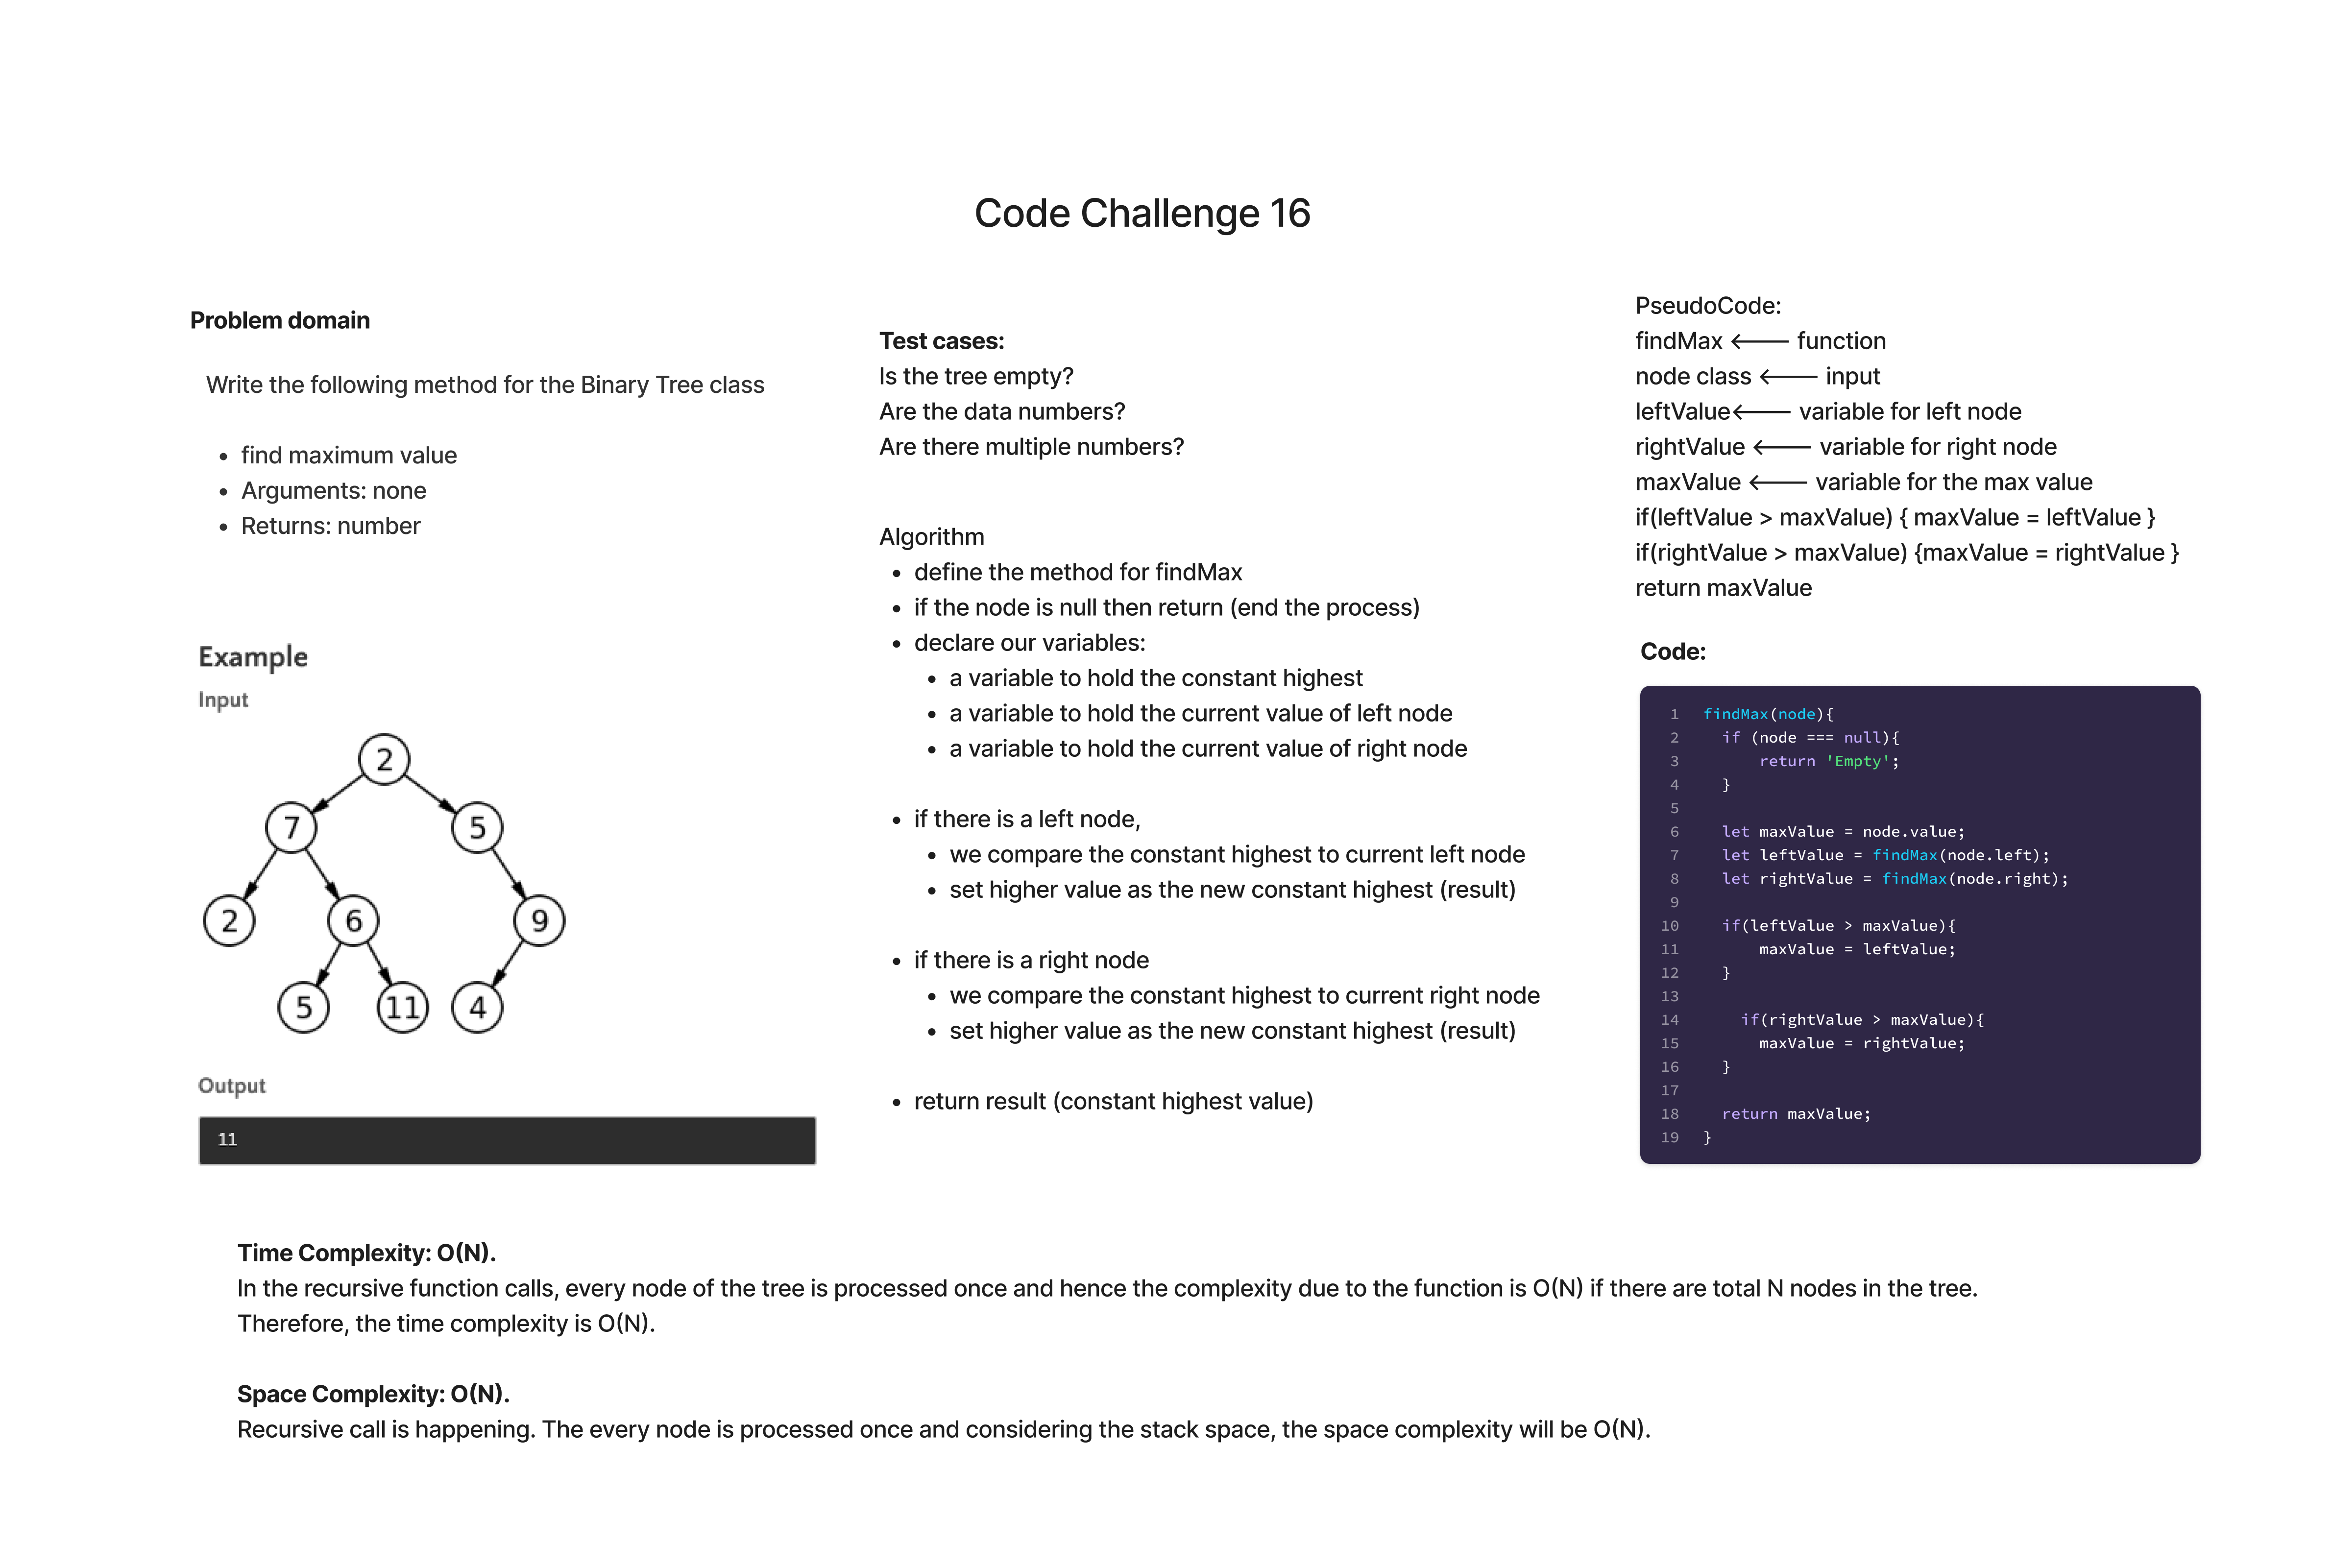 Code Challenge 16
Problem domain
Write the following method for the Binary Tree class
• find maximum value
• Arguments: none
• Returns: number
Example
Input
2
7
5
2
6
9
5
11
4
Output
11
Test cases:
Is the tree empty?
Are the data numbers?
Are there multiple numbers?
Algorithm
• define the method for findMax
• if the node is null then return (end the process)
• declare our variables:
• a variable to hold the constant highest
• a variable to hold the current value of left node
• a variable to hold the current value of right node
• if there is a left node,
• we compare the constant highest to current left node
• set higher value as the new constant highest (result)
• if there is a right node
• we compare the constant highest to current right node
• set higher value as the new constant highest (result)
• return result (constant highest value)
PseudoCode:
findMax <—— function
node class <—— input
leftValue<—— variable for left node
rightValue <—— variable for right node
maxValue <—— variable for the max value
if(leftValue > maxValue) { maxValue = leftValue }
if(rightValue > maxValue) {maxValue = rightValue }
return maxValue
Code:
1 findMax(node){
2 if (node === null){
3 return 'Empty';
4 }
5
6 let maxValue = node.value;
7 let leftValue = findMax(node.left);
8 let rightValue = findMax(node.right);
9
10 if(leftValue > maxValue){
11 maxValue = leftValue;
12 }
13
14 if(rightValue > maxValue){
15 maxValue = rightValue;
16 }
17
18 return maxValue;
19 }
Time Complexity: O(N).
In the recursive function calls, every node of the tree is processed once and hence the complexity due to the function is O(N) if there are total N nodes in the tree.
Therefore, the time complexity is O(N).
Space Complexity: O(N).
Recursive call is happening. The every node is processed once and considering the stack space, the space complexity will be O(N).